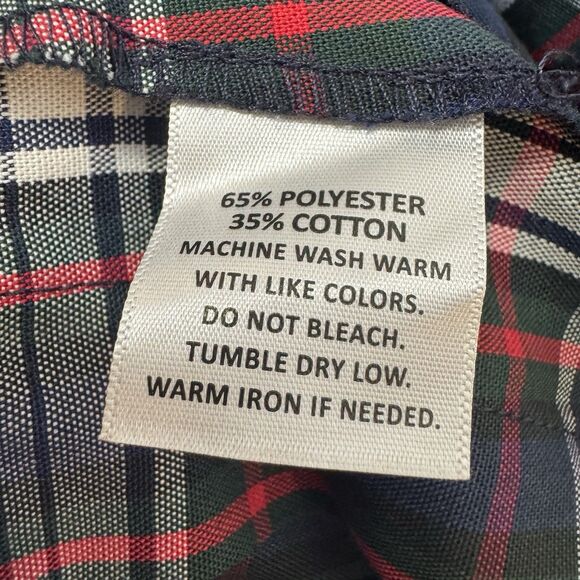 65% POLYESTER
35% COTTON
MACHINE WASH WARM
WITH LIKE COLORS.
DO NOT BLEACH.
TUMBLE DRY LOW.
WARM IRON IF NEEDED.